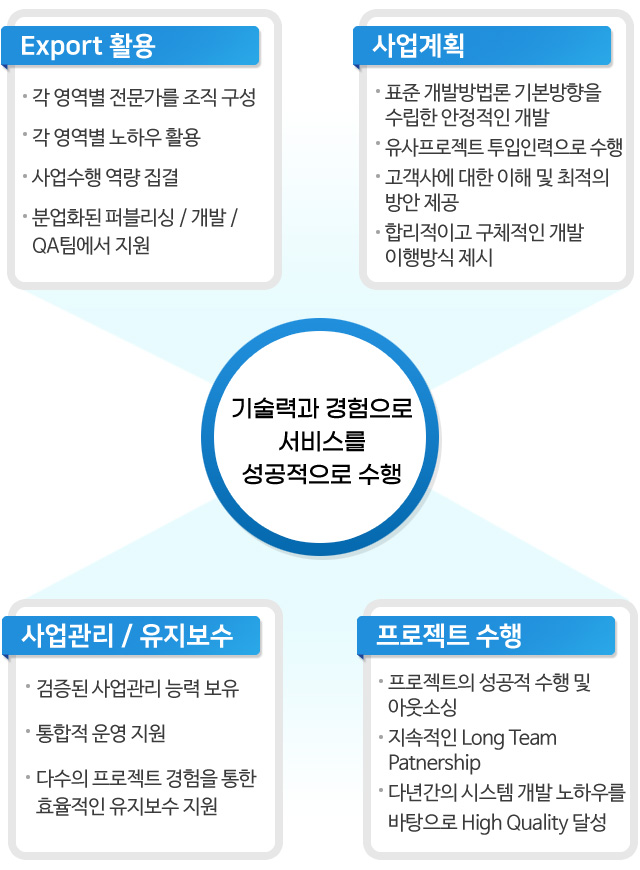 Export 활용
· 각 영역별 전문가를 조직 구성
· 각 영역별 노하우 활용
· 사업수행 역량 집결
· 분업화된 퍼블리싱 / 개발 /
QA팀에서 지원
사업계획
· 표준 개발방법론 기본방향을
수립한 안정적인 개발
· 유사프로젝트 투입인력으로 수행
· 고객사에 대한 이해 및 최적의
방안 제공
· 합리적이고 구체적인 개발
이행방식 제시
기술력과 경험으로
서비스를
성공적으로 수행
사업관리 / 유지보수
· 검증된 사업관리 능력 보유
· 통합적 운영 지원
· 다수의 프로젝트 경험을 통한
효율적인 유지보수 지원
프로젝트 수행
· 프로젝트의 성공적 수행 및
아웃소싱
· 지속적인 Long Team
Patnership
· 다년간의 시스템 개발 노하우를
바탕으로 High Quality 달성